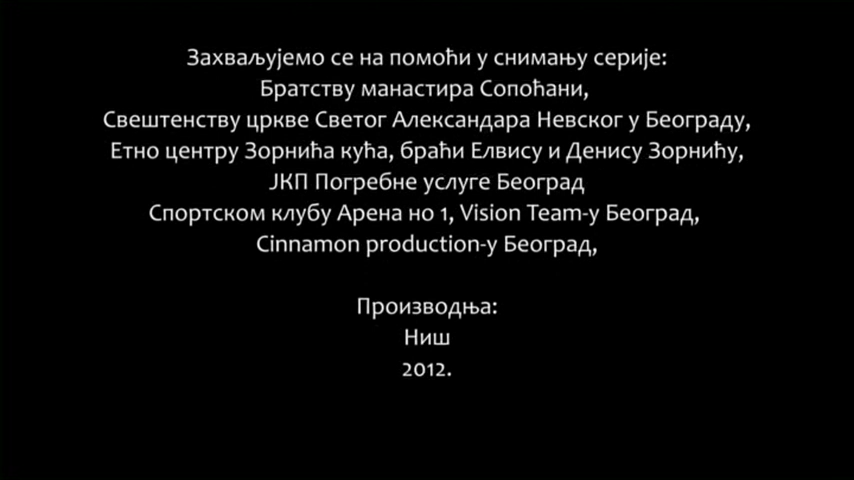 Захваљујемо се на помоћи у снимању серије:
Братству манастира Сопоћани,
Свештенству цркве Светог Александара Невског у Београду,
Етно центру Зорнића кућа, браћи Елвису и Денису Зорнићу,
ЈКП Погребне услуге Београд
Спортском клубу Арена но 1, Vision Team-у Београд,
Cinnamon production-у Београд,
Производња:
Ниш
2012.